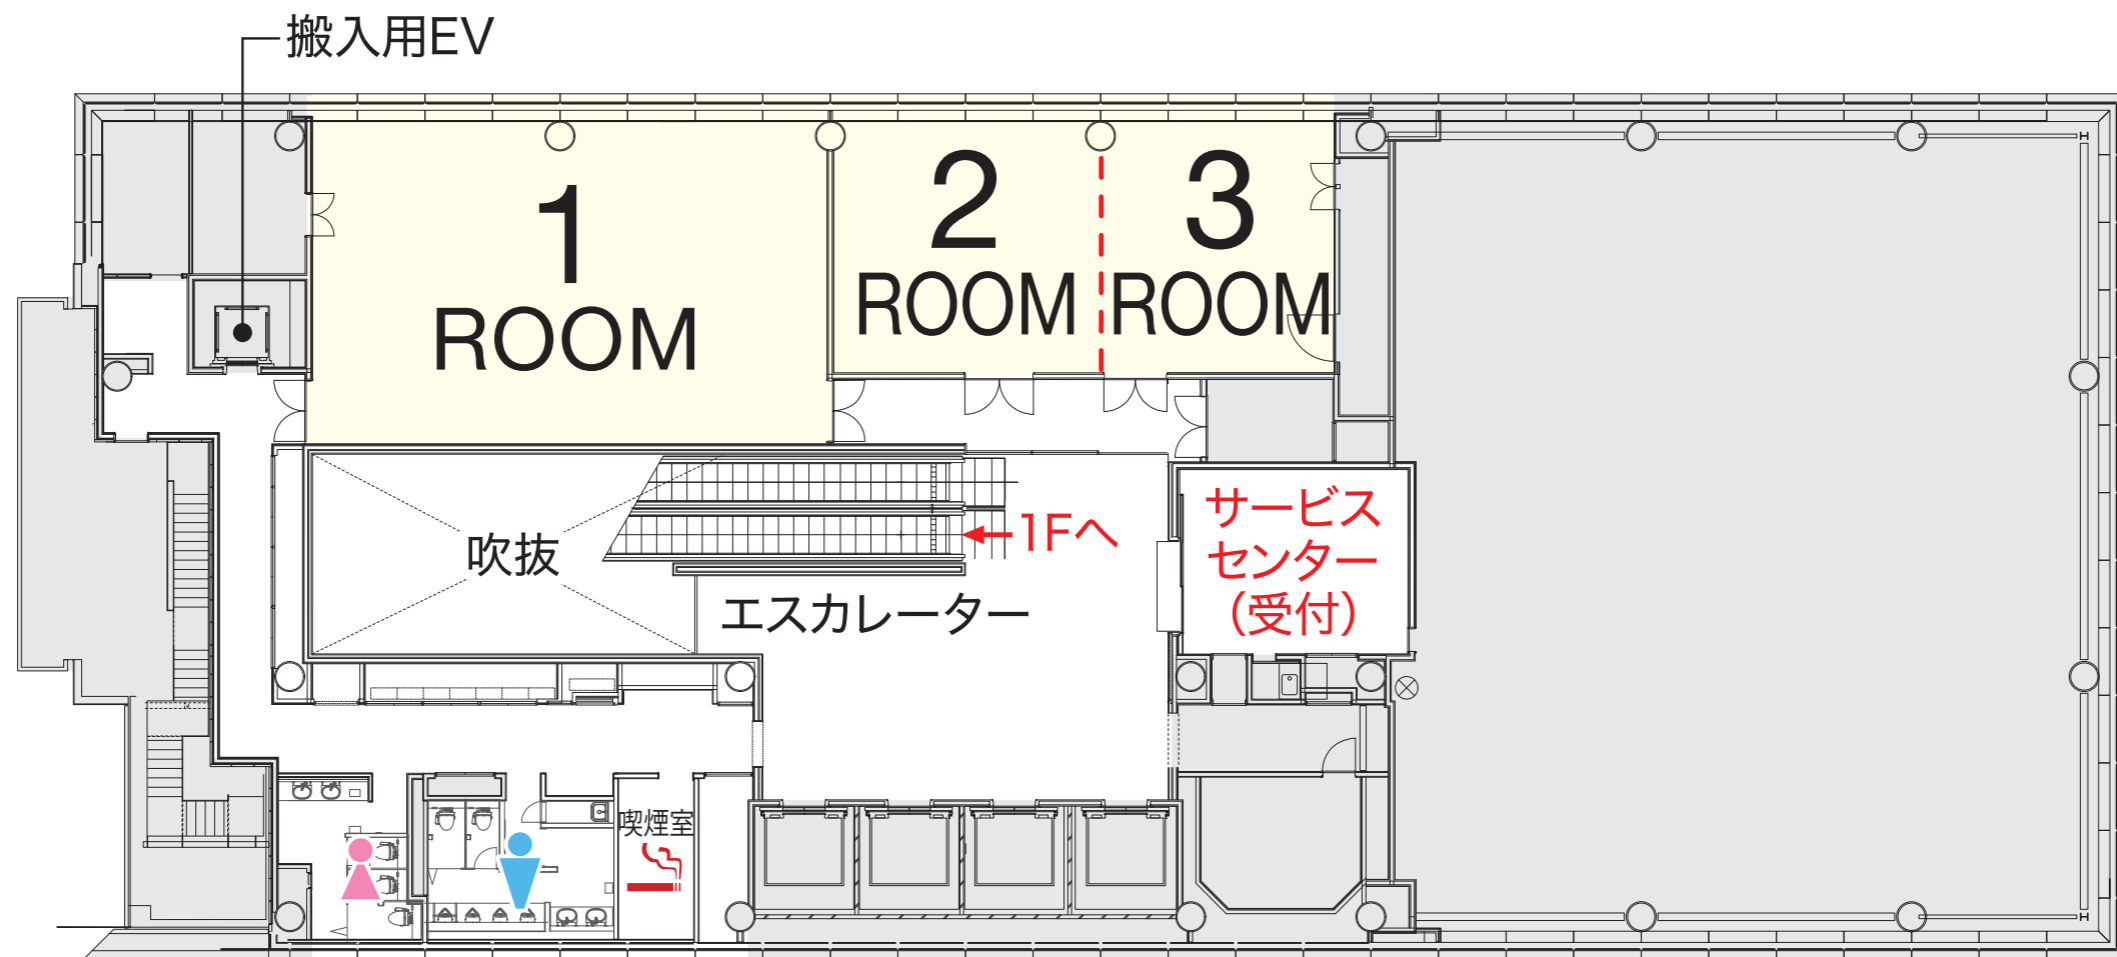 搬入用EV
1
ROOM
2
ROOM
3
ROOM
吹抜
←1Fへ
エスカレーター
サービス
センター
（受付）
喫煙室